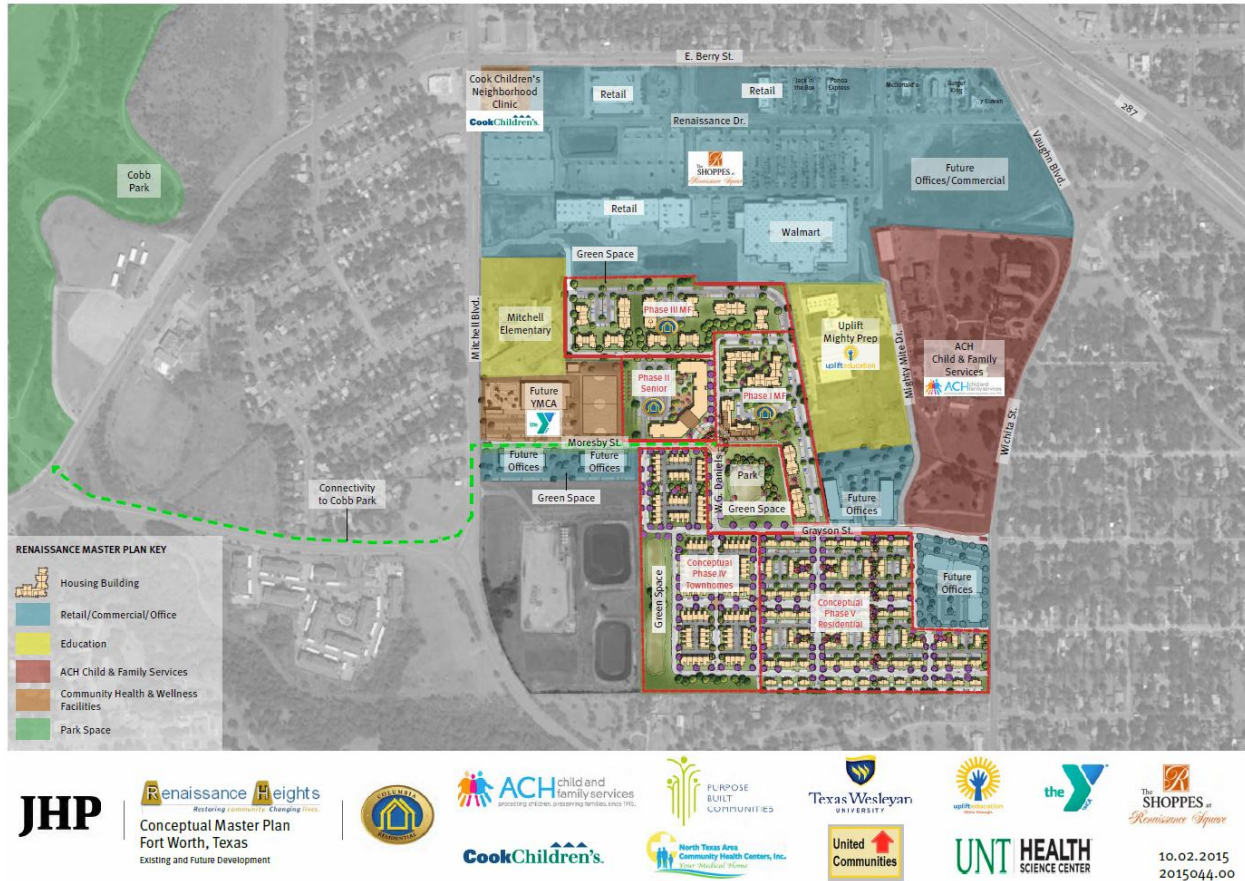 E. Berry St.
Cook Children's
Neighborhood
Clinic
CookChildren's.
Retail
Retail
Jack in
the Box
Panda
Express
McDonald's
Burger
King
Renaissance Dr.
287
Vaughn Blvd.
The
SHOPPES at
Renaissance Square
Future
Offices/Commercial
Cobb
Park
Retail
Walmart
Green Space
Mitchell Blvd.
Mitchell
Elementary
Phase III MF
Uplift
Mighty Prep
uplifteducation
Mighty Mite Dr.
ACH
Child & Family
Services
ACH child and
family services
Wichita St.
Future
YMCA
the Y
Phase II
Senior
Phase I MF
Moresby St.
Future
Offices
Future
Offices
Green Space
W.G. Daniels
Park
Green Space
Future
Offices
Grayson St.
Connectivity
to Cobb Park
Green Space
Conceptual
Phase IV
Townhomes
Conceptual
Phase V
Residential
Future
Offices
RENAISSANCE MASTER PLAN KEY
Housing Building
Retail/Commercial/Office
Education
ACH Child & Family Services
Community Health & Wellness
Facilities
Park Space
JHP
Renaissance Heights
Restoring community. Changing lives.
Conceptual Master Plan
Fort Worth, Texas
Existing and Future Development
COLUMBIA
RESIDENTIAL
ACH child and
family services
protecting children, preserving families, since 1915.
CookChildren's.
PURPOSE
BUILT
COMMUNITIES
North Texas Area
Community Health Centers, Inc.
Your Medical Home
Texas Wesleyan
UNIVERSITY
United
Communities
uplifteducation
the Y
YMCA
UNT HEALTH
SCIENCE CENTER
The
SHOPPES at
Renaissance Square
10.02.2015
2015044.00